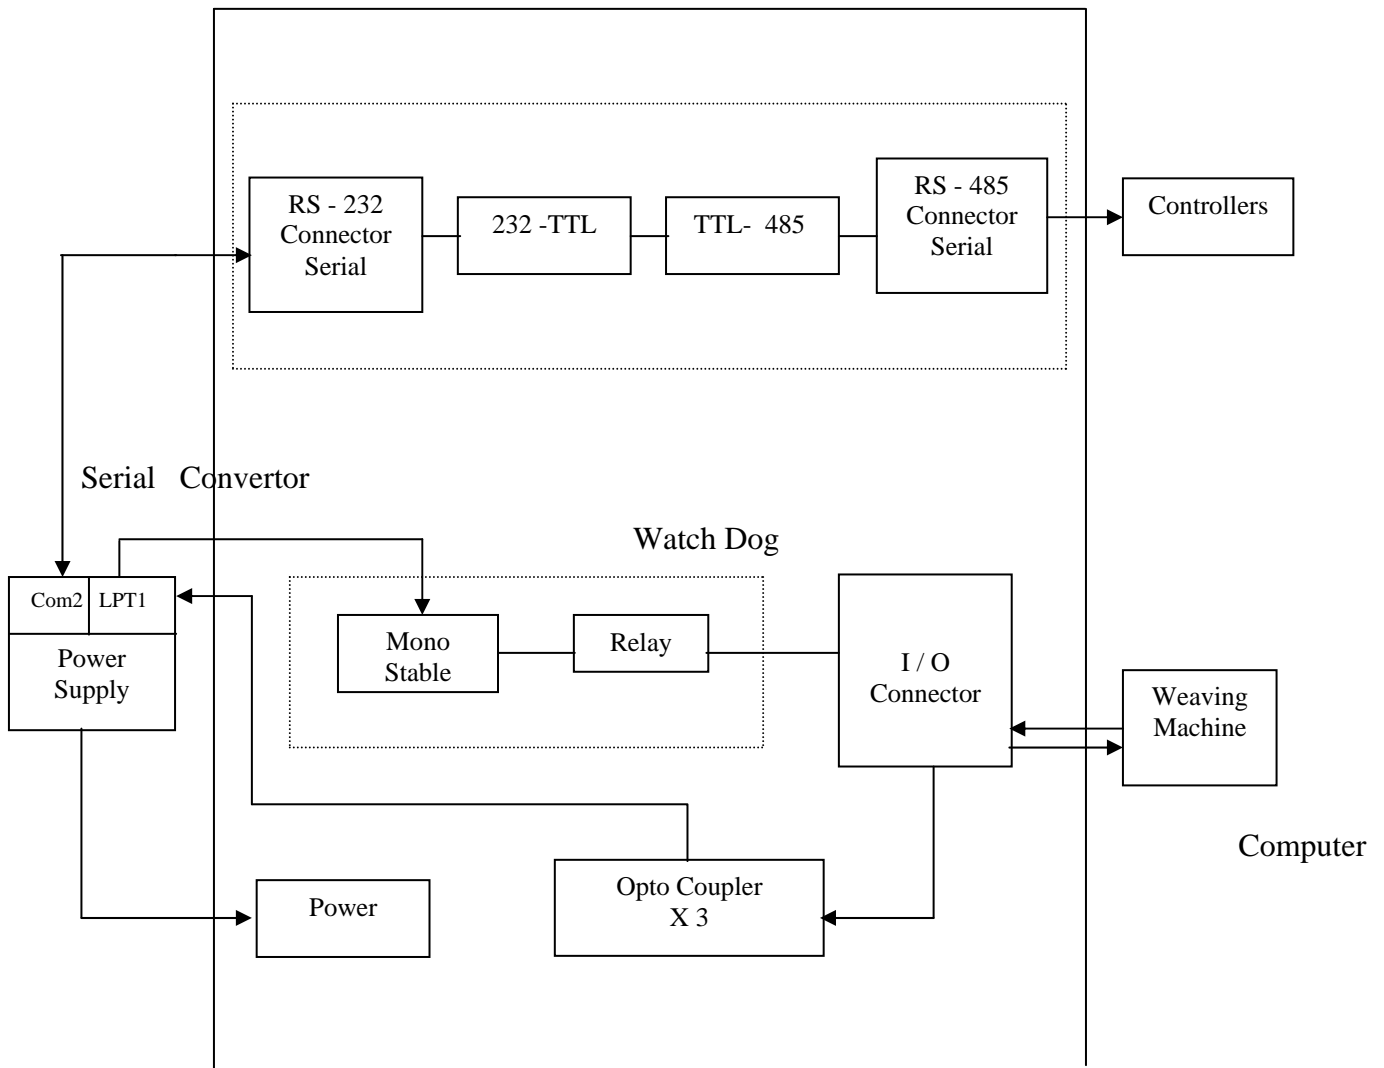 RS - 232
Connector
Serial
232 -TTL
TTL- 485
RS - 485
Connector
Serial
Controllers
Serial Convertor
Watch Dog
Com2
LPT1
Power
Supply
Mono
Stable
Relay
I / O
Connector
Weaving
Machine
Computer
Opto Coupler
X 3
Power